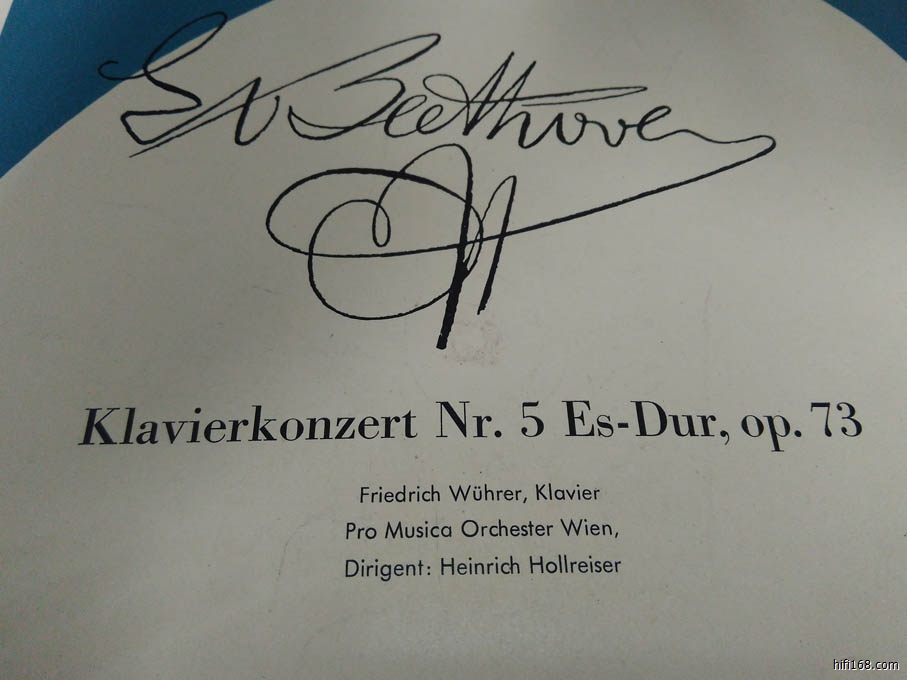 Lv Beethoven
Klavierkonzert Nr. 5 Es-Dur, op. 73
Friedrich Wührer, Klavier
Pro Musica Orchester Wien,
Dirigent: Heinrich Hollreiser
hifi168.com